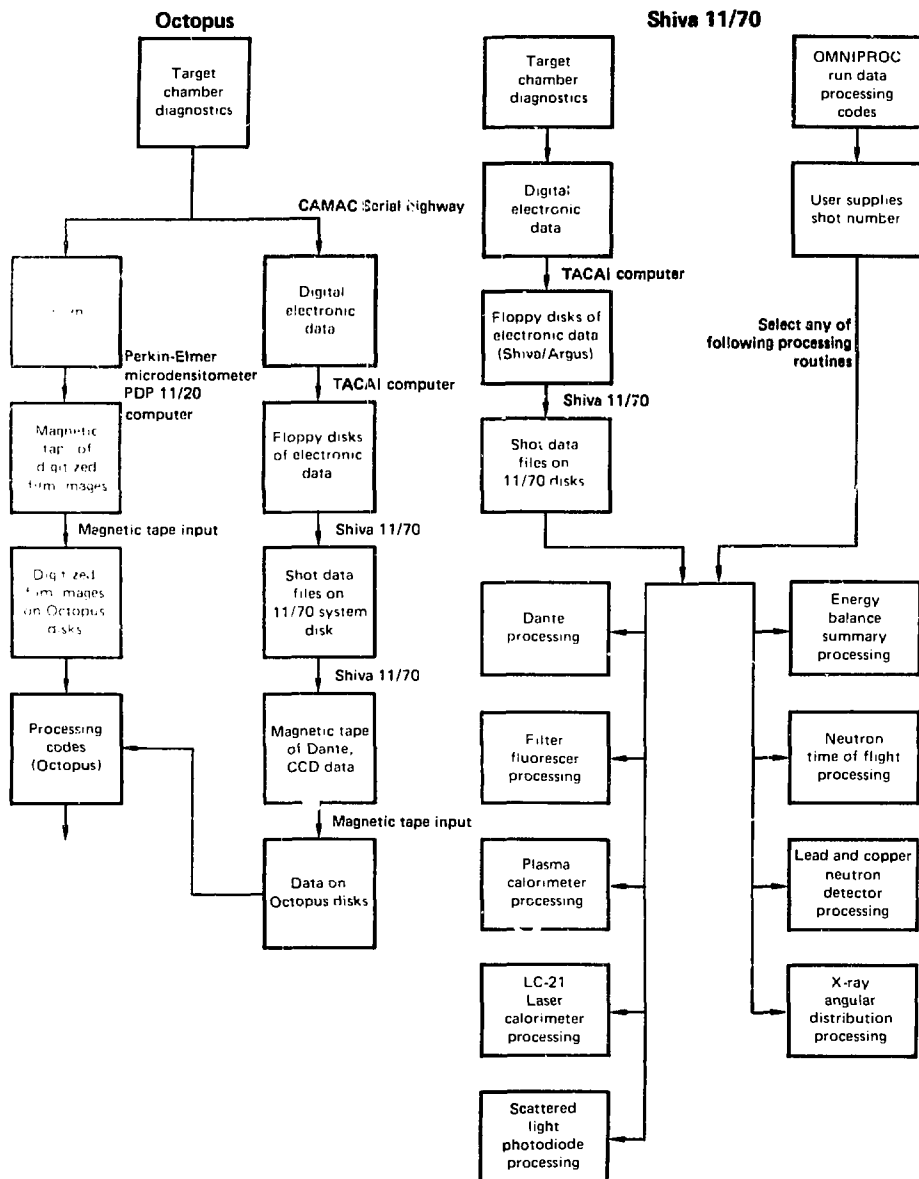 Octopus
Target
chamber
diagnostics
CAMAC Serial highway
Digital
electronic
data
Perkin-Elmer
microdensitometer
PDP 11/20
computer
TACAI computer
Magnetic
tape of
digitized
film images
Floppy disks
of electronic
data
Magnetic tape input
Shiva 11/70
Digitized
film images
on Octopus
disks
Shot data
files on
11/70 system
disk
Shiva 11/70
Processing
codes
(Octopus)
Magnetic tape
of Dante,
CCD data
Magnetic tape input
Data on
Octopus disks
Shiva 11/70
Target
chamber
diagnostics
OMNIPROC
run data
processing
codes
Digital
electronic
data
User supplies
shot number
TACAI computer
Floppy disks of
electronic data
(Shiva/Argus)
Select any of
following processing
routines
Shiva 11/70
Shot data
files on
11/70 disks
Dante
processing
Energy
balance
summary
processing
Filter
fluorescer
processing
Neutron
time of flight
processing
Plasma
calorimeter
processing
Lead and copper
neutron
detector
processing
LC-21
Laser
calorimeter
processing
X-ray
angular
distribution
processing
Scattered
light
photodiode
processing